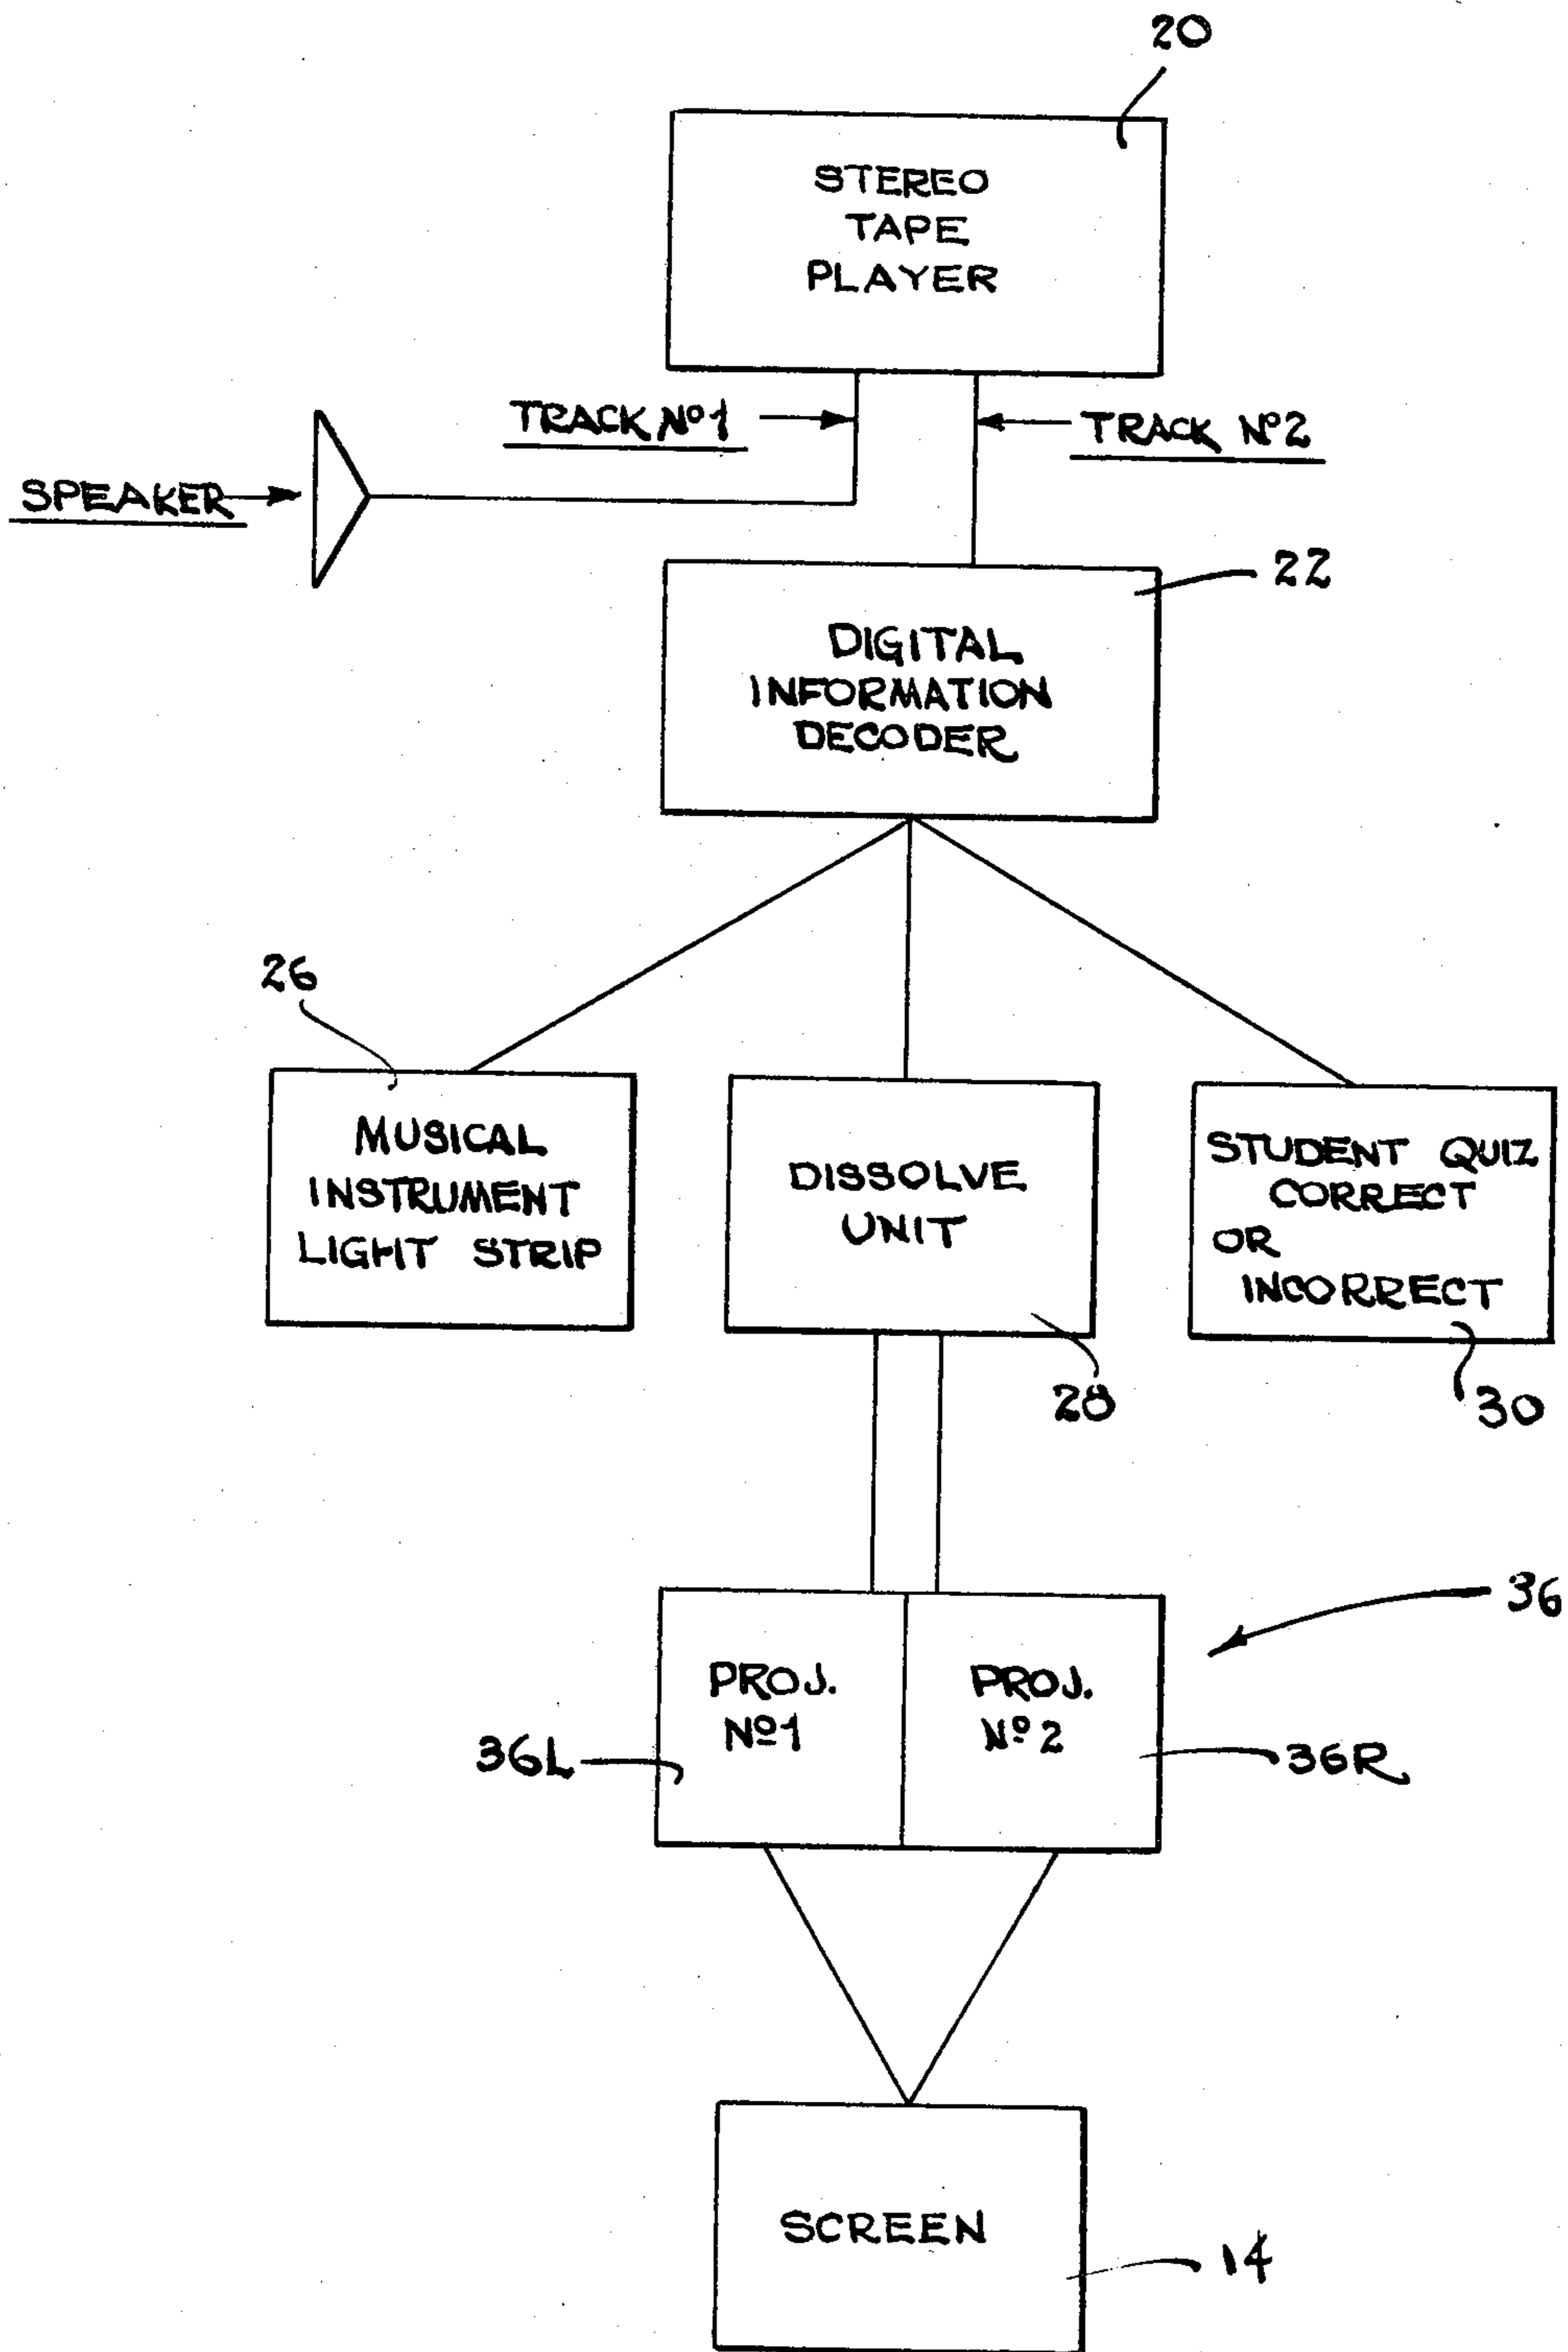 20
STEREO
TAPE
PLAYER
TRACK Nº1
TRACK Nº2
SPEAKER
22
DIGITAL
INFORMATION
DECODER
26
MUSICAL
INSTRUMENT
LIGHT STRIP
DISSOLVE
UNIT
STUDENT QUIZ
CORRECT
OR
INCORRECT
28
30
36
PROJ.
Nº1
PROJ.
Nº2
36L
36R
SCREEN
14